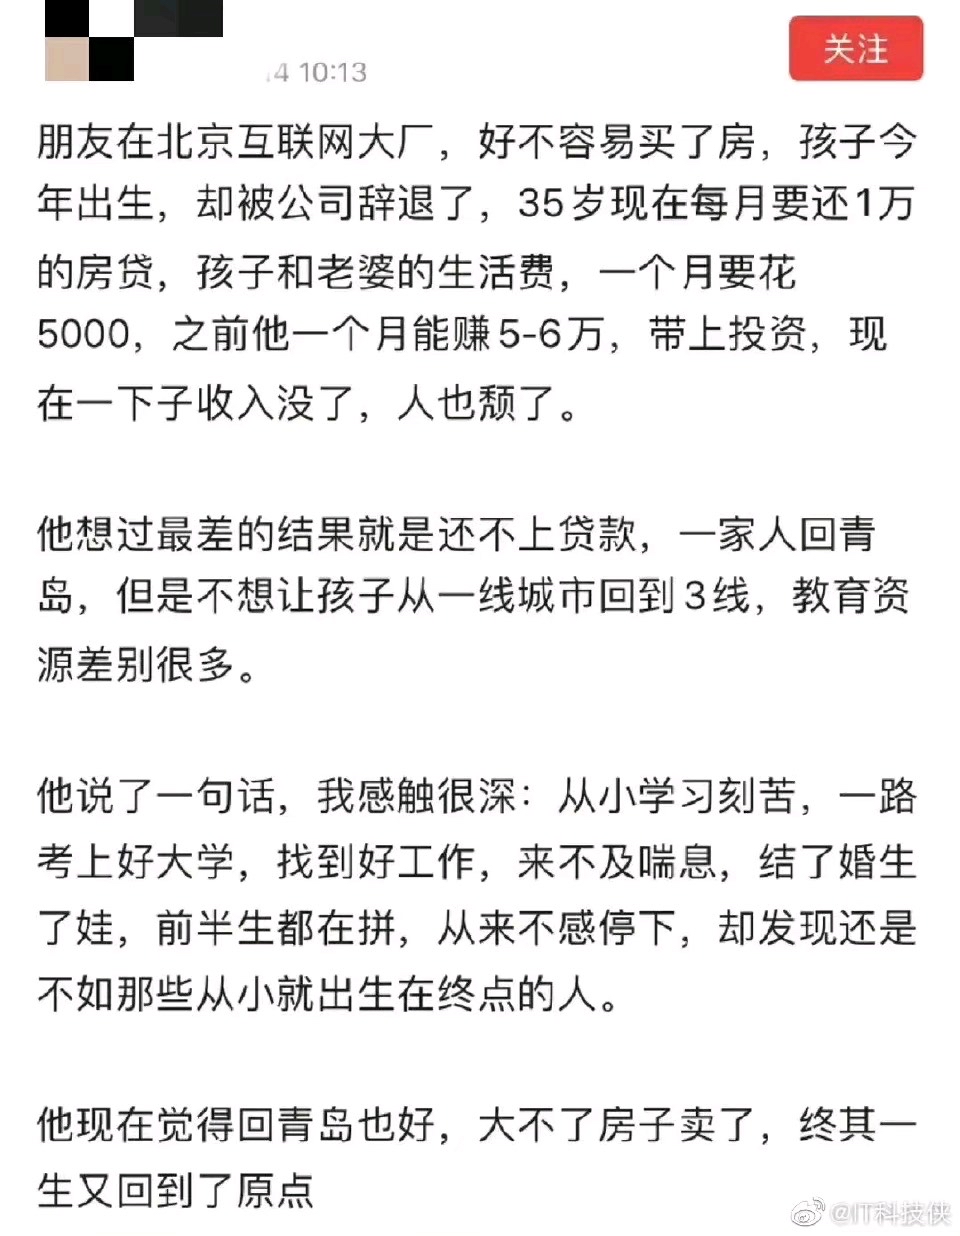 4 10:13
关注
朋友在北京互联网大厂，好不容易买了房，孩子今
年出生，却被公司辞退了，35岁现在每月要还1万
的房贷，孩子和老婆的生活费，一个月要花
5000，之前他一个月能赚5-6万，带上投资，现
在一下子收入没了，人也颓了。
他想过最差的结果就是还不上贷款，一家人回青
岛，但是不想让孩子从一线城市回到3线，教育资
源差别很多。
他说了一句话，我感触很深：从小学习刻苦，一路
考上好大学，找到好工作，来不及喘息，结了婚生
了娃，前半生都在拼，从来不感停下，却发现还是
不如那些从小就出生在终点的人。
他现在觉得回青岛也好，大不了房子卖了，终其一
生又回到了原点
@IT科技侠